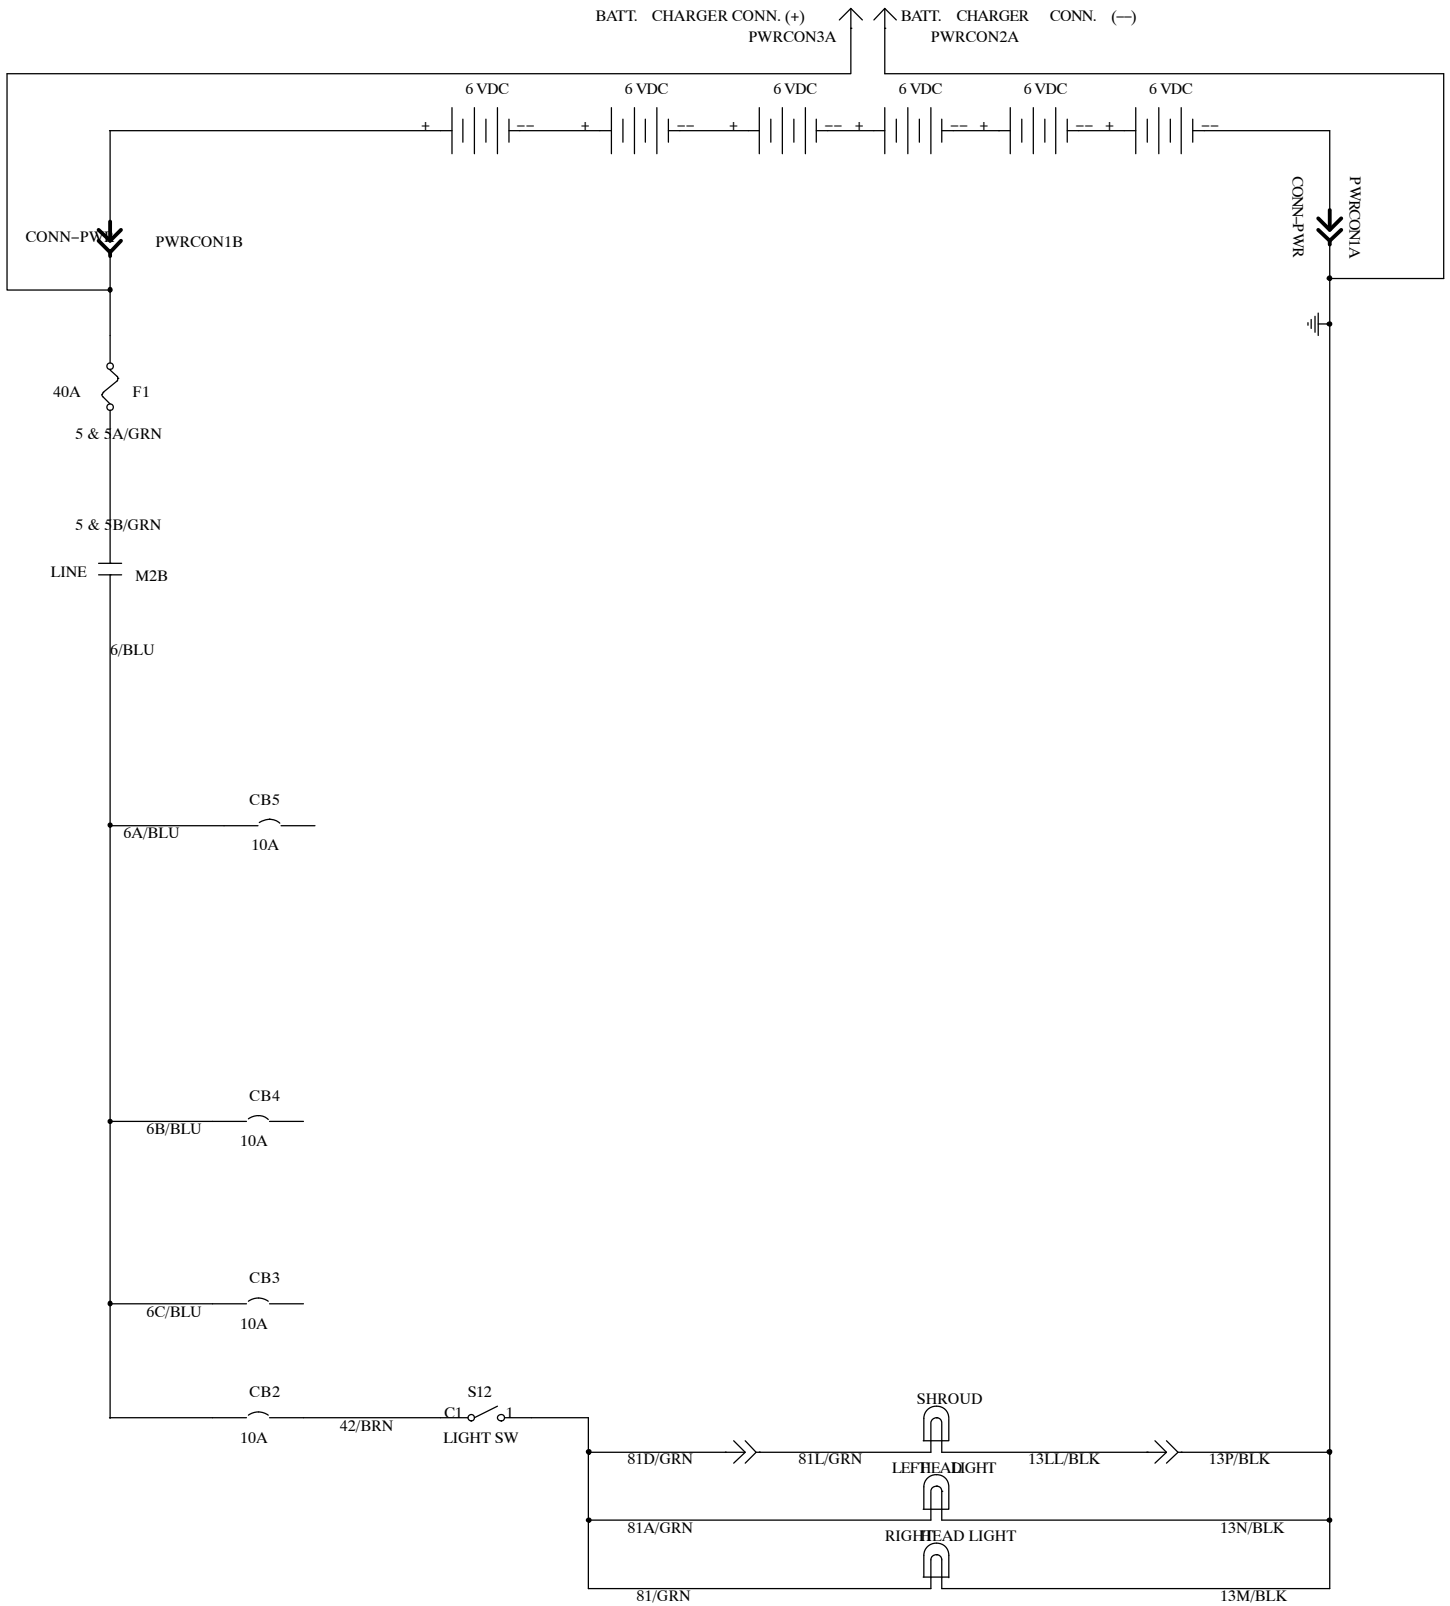 BATT. CHARGER CONN. (+)
BATT. CHARGER CONN. (−−)
PWRCON3A
PWRCON2A
6 VDC
6 VDC
6 VDC
6 VDC
6 VDC
6 VDC
+ −− + −− + −− + −− + −− + −−
CONN−PWR
PWRCON1B
CONN−PWR
PWRCON1A
40A
F1
5 & 5A/GRN
5 & 5B/GRN
LINE
M2B
6/BLU
CB5
6A/BLU
10A
CB4
6B/BLU
10A
CB3
6C/BLU
10A
CB2
10A
42/BRN
S12
C1
1
LIGHT SW
SHROUD
81D/GRN
81L/GRN
13LL/BLK
13P/BLK
LEFT HEAD LIGHT
81A/GRN
13N/BLK
RIGHT HEAD LIGHT
81/GRN
13M/BLK